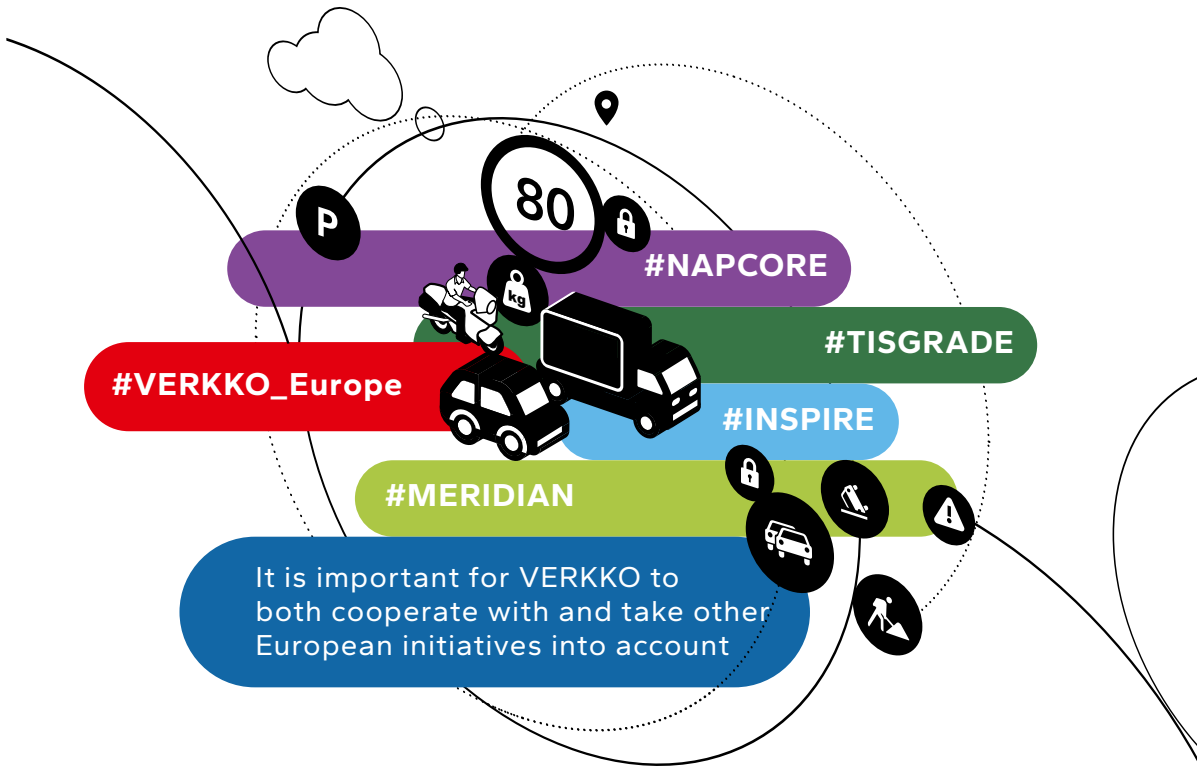 P
80
#NAPCORE
kg
#TISGRADE
#VERKKO_Europe
#INSPIRE
#MERIDIAN
It is important for VERKKO to
both cooperate with and take other
European initiatives into account